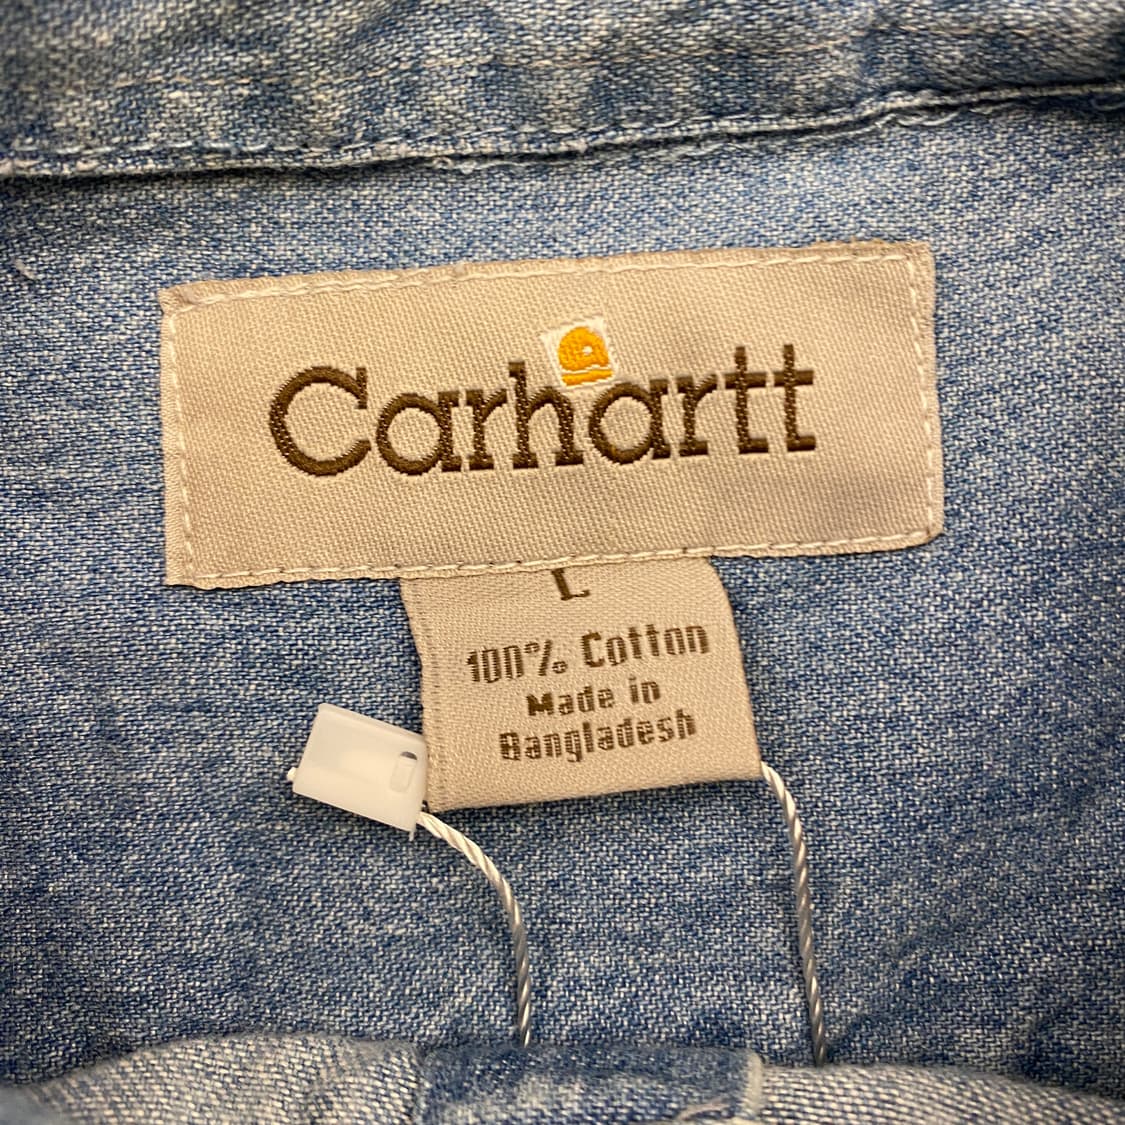 Carhartt
L
100% Cotton
Made in
Bangladesh